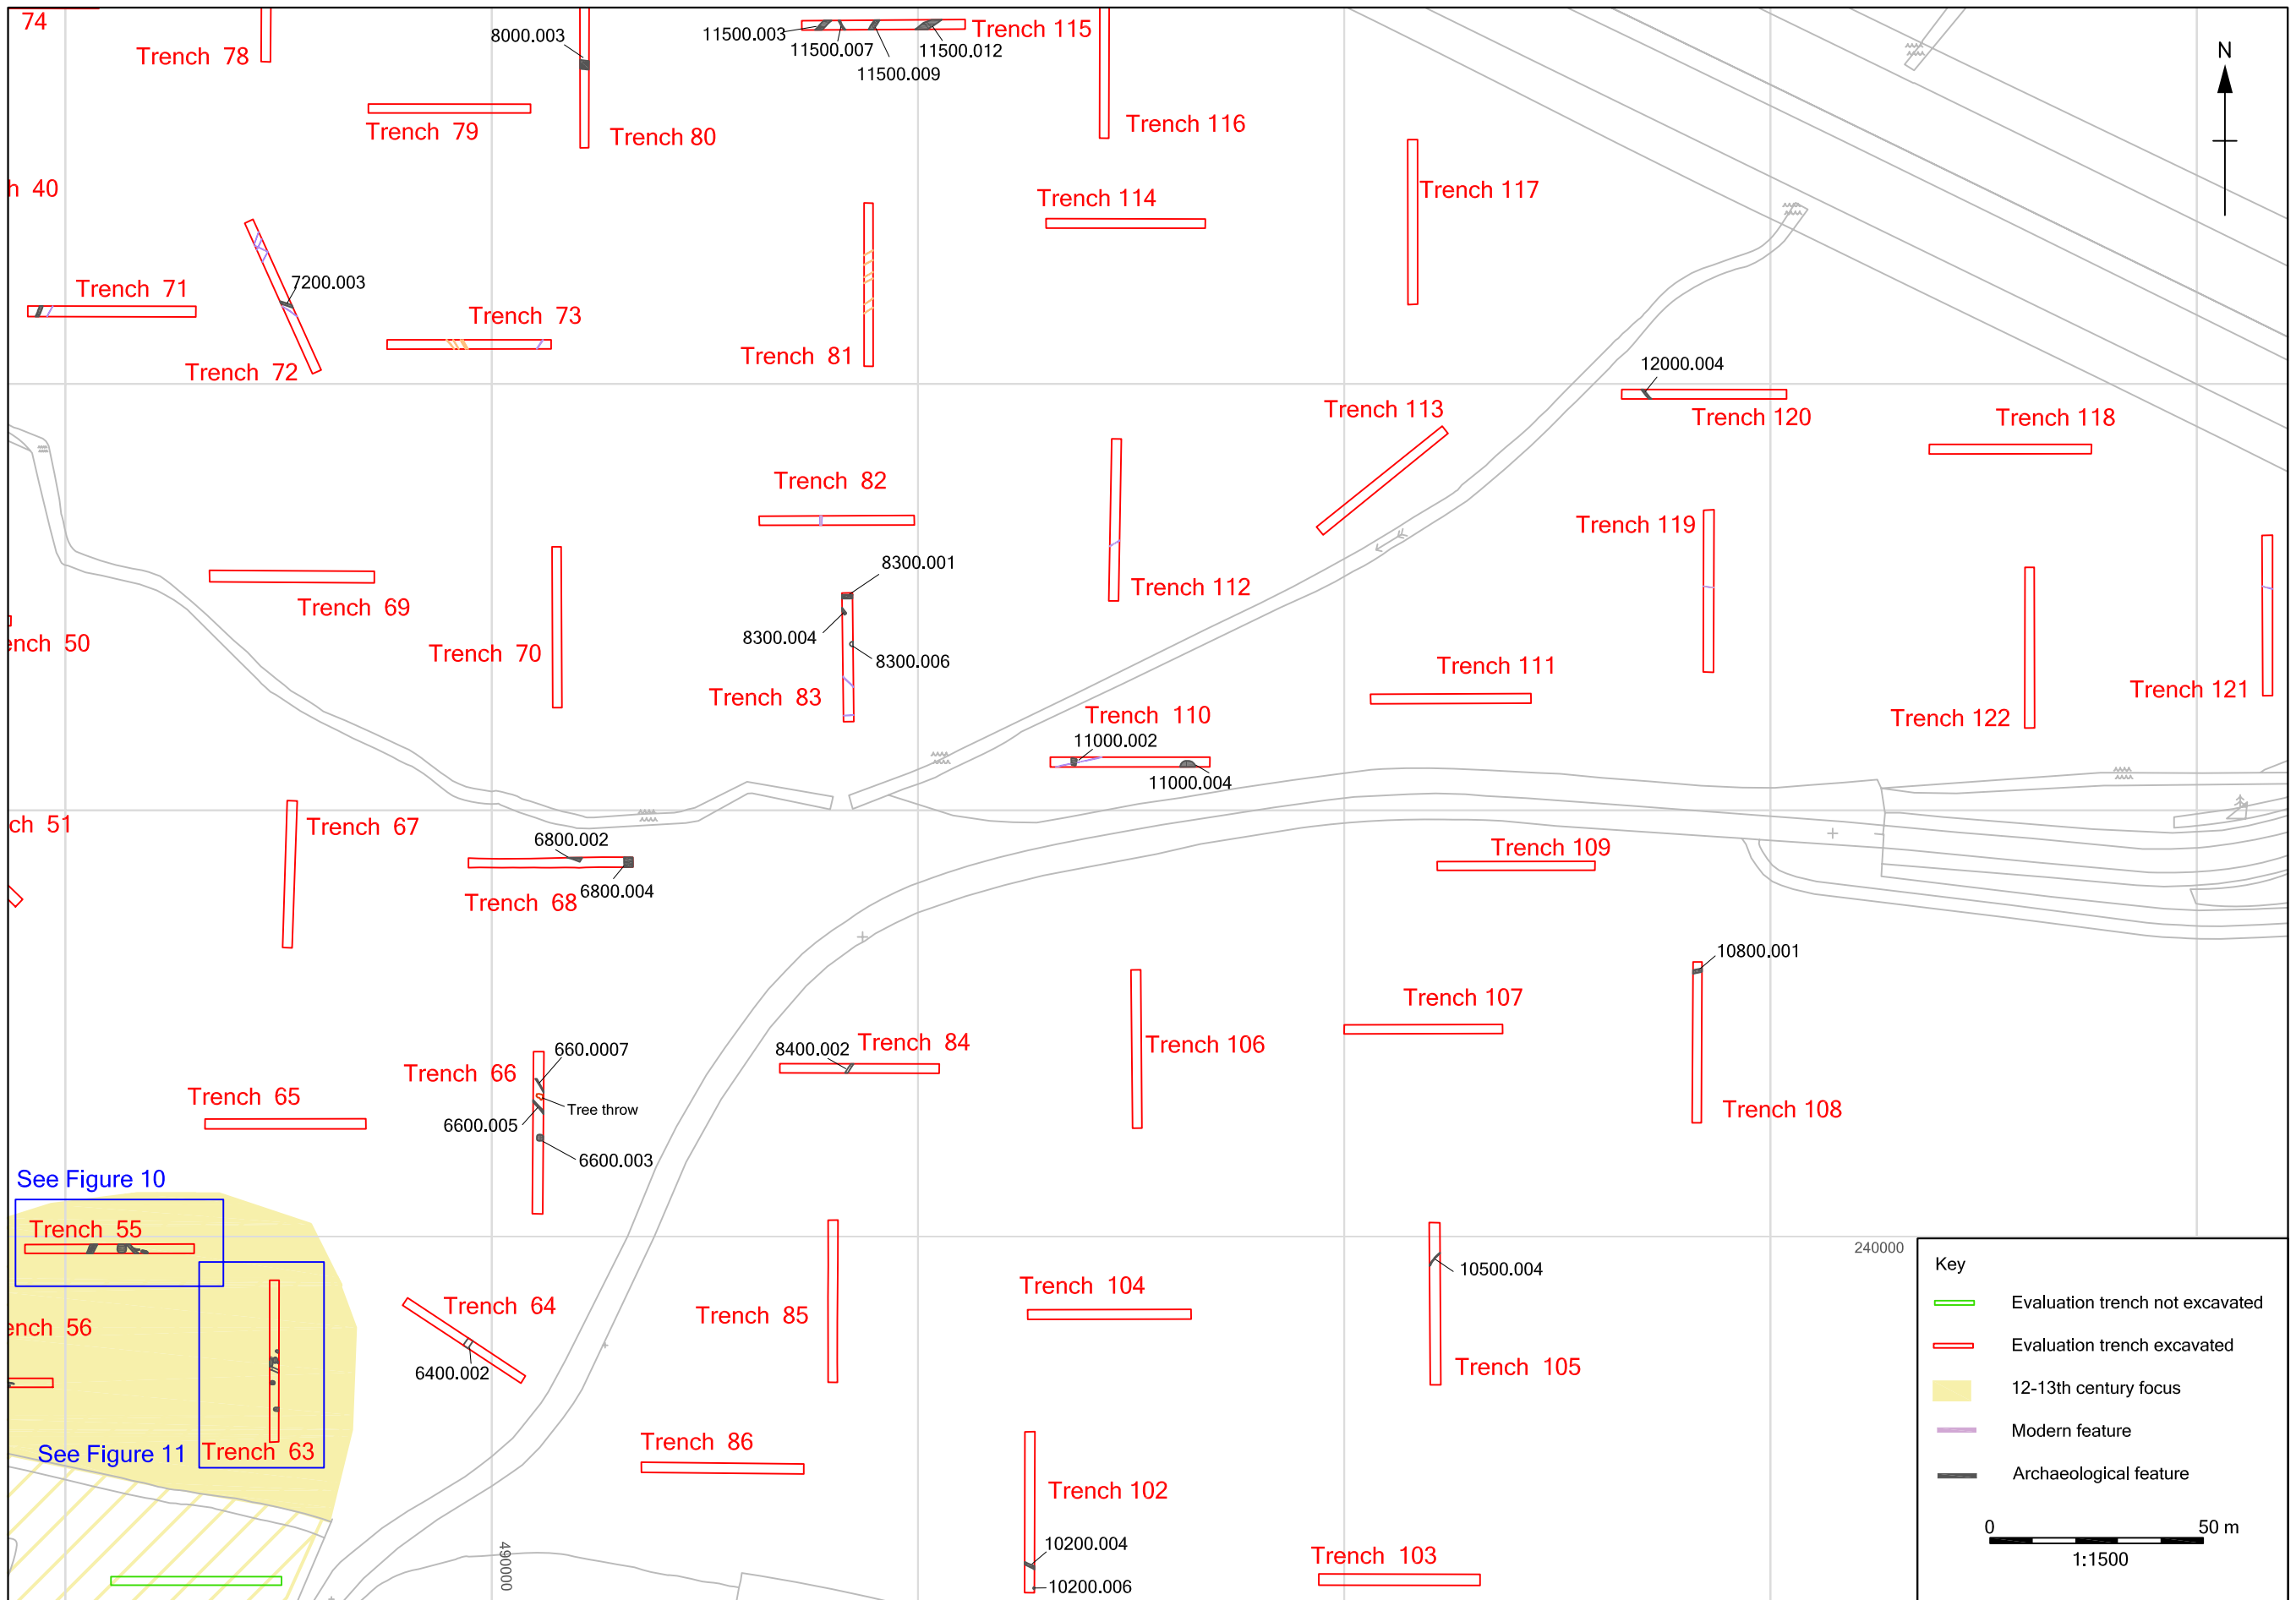 74
Trench 78
8000.003
11500.003
11500.007
11500.009
11500.012
Trench 115
N
Trench 79
Trench 80
Trench 116
h 40
Trench 114
Trench 117
Trench 71
7200.003
Trench 73
Trench 72
Trench 81
12000.004
Trench 113
Trench 120
Trench 118
Trench 82
Trench 119
8300.001
Trench 112
Trench 69
8300.004
ench 50
Trench 70
8300.006
Trench 83
Trench 111
Trench 121
Trench 110
Trench 122
11000.002
11000.004
ch 51
Trench 67
6800.002
Trench 109
6800.004
Trench 68
10800.001
Trench 107
660.0007
8400.002
Trench 84
Trench 106
Trench 66
Trench 65
Tree throw
6600.005
Trench 108
6600.003
See Figure 10
Trench 55
240000
10500.004
Trench 104
Trench 64
Trench 85
ench 56
6400.002
Trench 105
See Figure 11
Trench 63
Trench 86
Trench 102
490000
10200.004
Trench 103
10200.006
Key
Evaluation trench not excavated
Evaluation trench excavated
12-13th century focus
Modern feature
Archaeological feature
0
50 m
1:1500